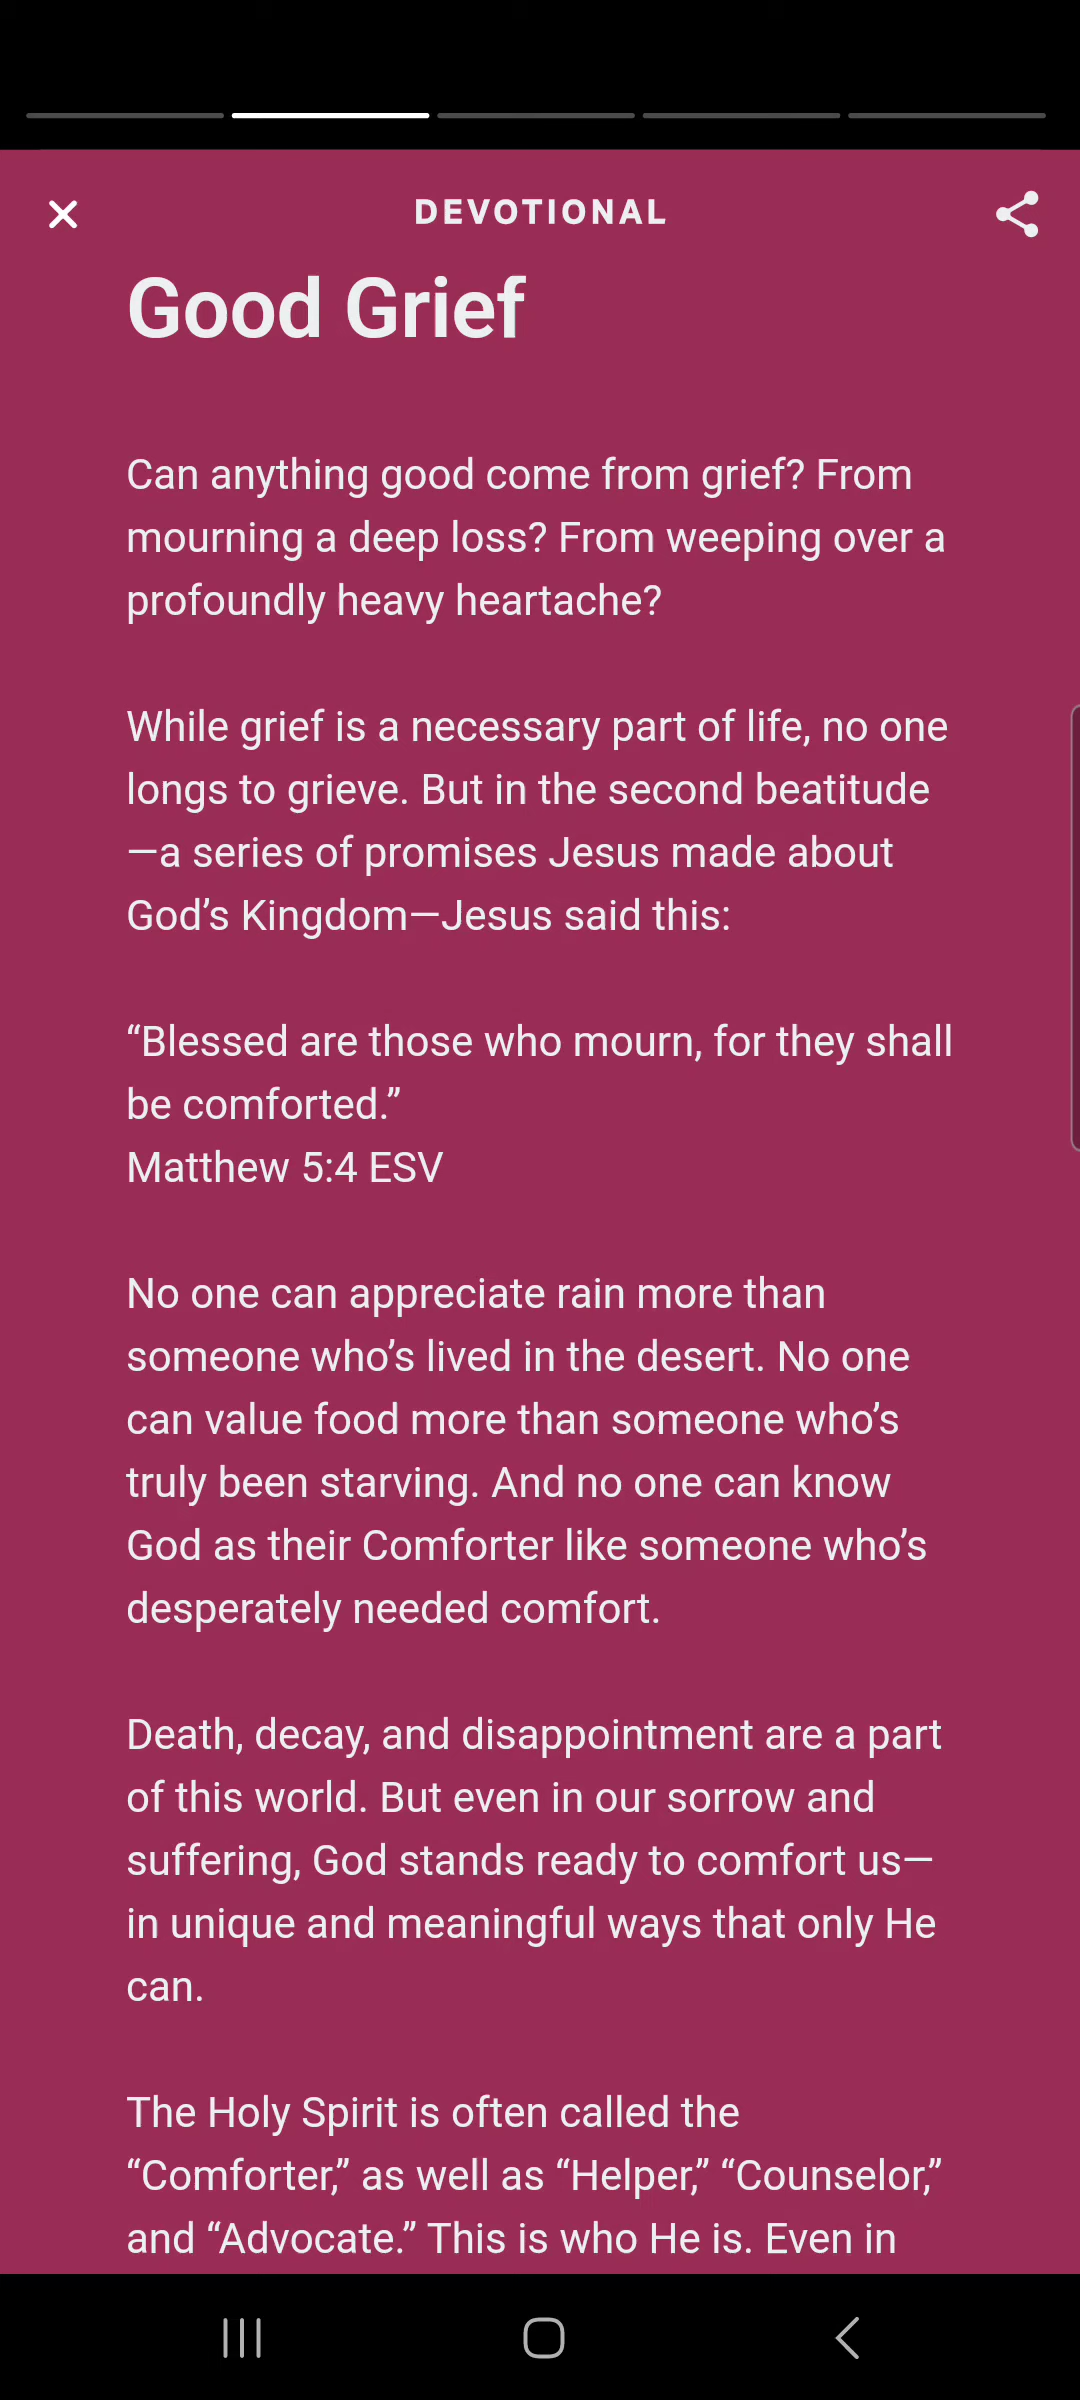 DEVOTIONAL
Good Grief
Can anything good come from grief? From
mourning a deep loss? From weeping over a
profoundly heavy heartache?
While grief is a necessary part of life, no one
longs to grieve. But in the second beatitude
—a series of promises Jesus made about
God’s Kingdom—Jesus said this:
“Blessed are those who mourn, for they shall
be comforted.”
Matthew 5:4 ESV
No one can appreciate rain more than
someone who’s lived in the desert. No one
can value food more than someone who’s
truly been starving. And no one can know
God as their Comforter like someone who’s
desperately needed comfort.
Death, decay, and disappointment are a part
of this world. But even in our sorrow and
suffering, God stands ready to comfort us—
in unique and meaningful ways that only He
can.
The Holy Spirit is often called the
“Comforter,” as well as “Helper,” “Counselor,”
and “Advocate.” This is who He is. Even in